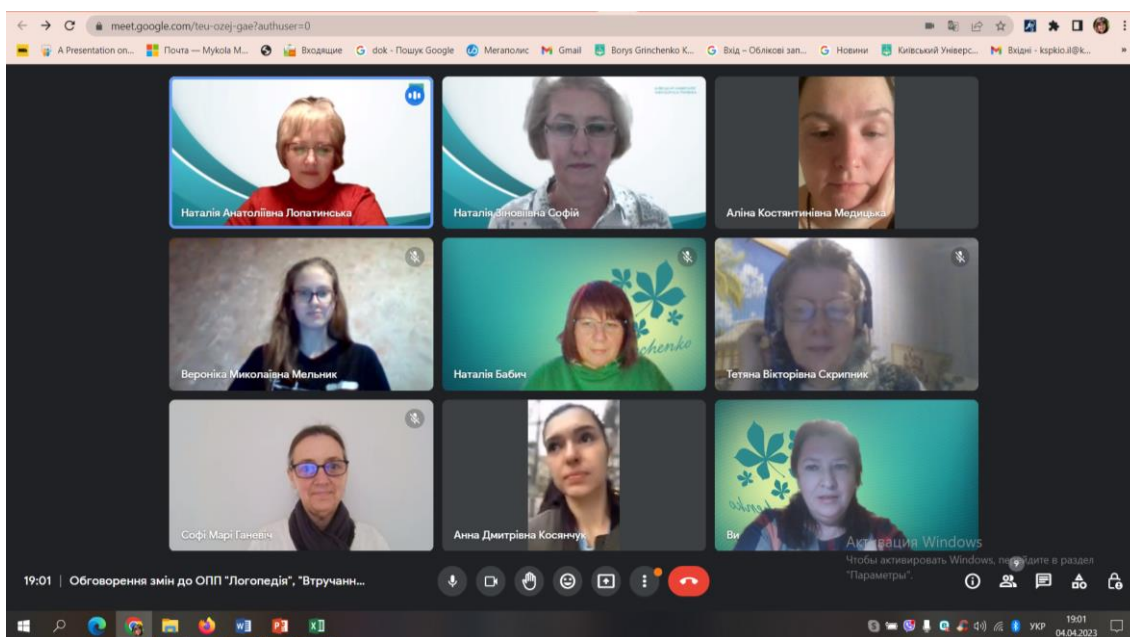 meet.google.com/teu-ozej-gae?authuser=0
A Presentation on...
Почта — Mykola M...
Входящие
dok - Пошук Google
Мегаполис
Gmail
Borys Grinchenko K...
Вхід – Облікові зап...
Новини
Київський Універс...
Вхідні - kspkio.il@k...
Наталія Анатоліївна Лопатинська
Наталія Зіновіївна Софій
Аліна Костянтинівна Медицька
Вероніка Миколаївна Мельник
Наталія Бабич
chenko
Тетяна Вікторівна Скрипник
Софі Марі Ганевіч
Анна Дмитрівна Косянчук
Ви
Активация Windows
Чтобы активировать Windows, перейдите в раздел
"Параметры".
19:01 | Обговорення змін до ОПП "Логопедія", "Втручанн...
9
УКР
19:01
04.04.2023